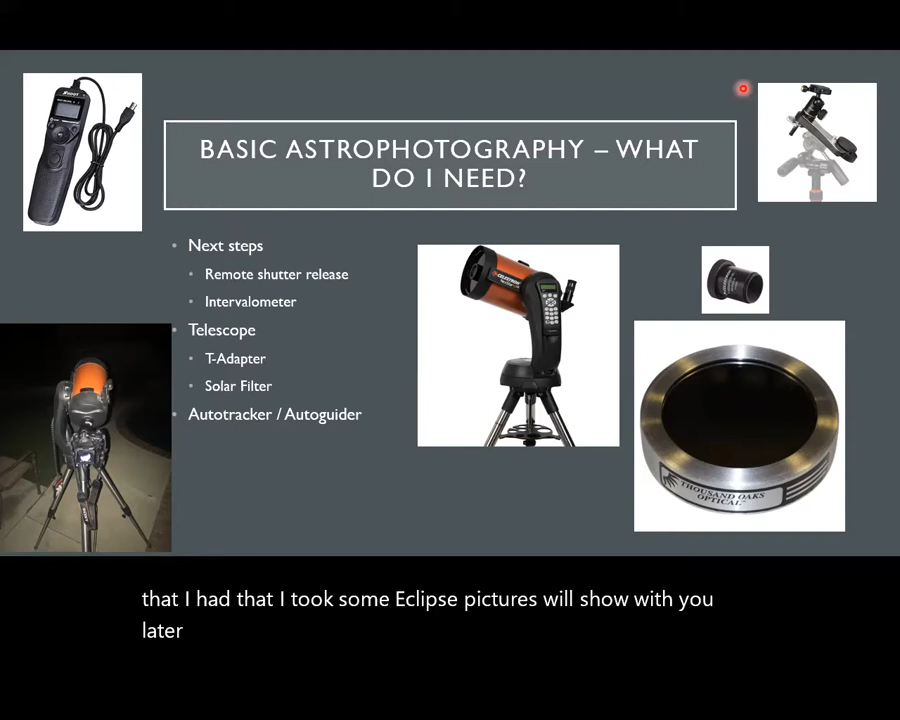 BASIC ASTROPHOTOGRAPHY – WHAT
DO I NEED?
• Next steps
• Remote shutter release
• Intervalometer
• Telescope
• T-Adapter
• Solar Filter
• Autotracker / Autoguider
CELESTRON
THOUSAND OAKS
OPTICAL
that I had that I took some Eclipse pictures will show with you
later